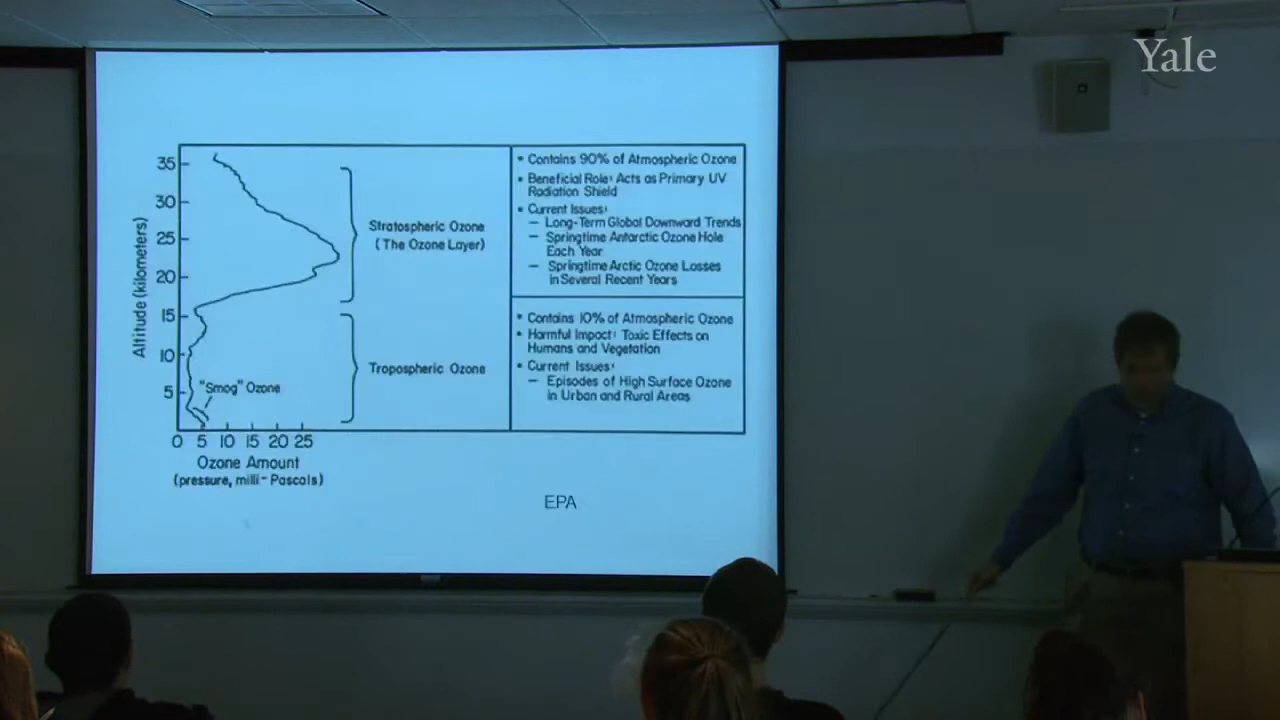 Yale
35
30
25
20
15
10
5
Altitude (kilometers)
Stratospheric Ozone
(The Ozone Layer)
Tropospheric Ozone
"Smog" Ozone
0 5 10 15 20 25
Ozone Amount
(pressure, milli-Pascals)
• Contains 90% of Atmospheric Ozone
• Beneficial Role: Acts as Primary UV
Radiation Shield
• Current Issues:
– Long-Term Global Downward Trends
– Springtime Antarctic Ozone Hole
Each Year
– Springtime Arctic Ozone Losses
in Several Recent Years
• Contains 10% of Atmospheric Ozone
• Harmful Impact: Toxic Effects on
Humans and Vegetation
• Current Issues:
– Episodes of High Surface Ozone
in Urban and Rural Areas
EPA